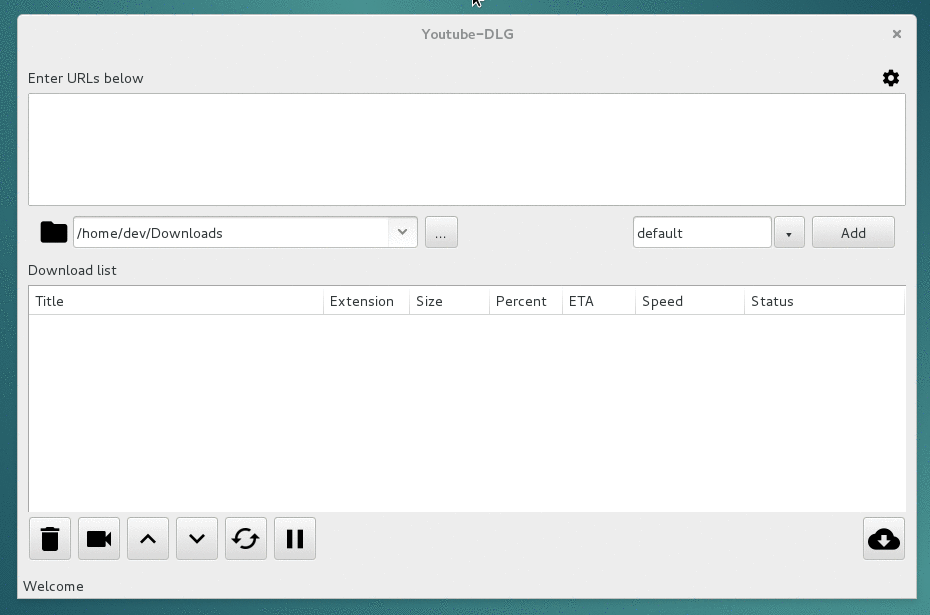 Youtube-DLG
Enter URLs below
/home/dev/Downloads
...
default
Add
Download list
Title Extension Size Percent ETA Speed Status
Welcome